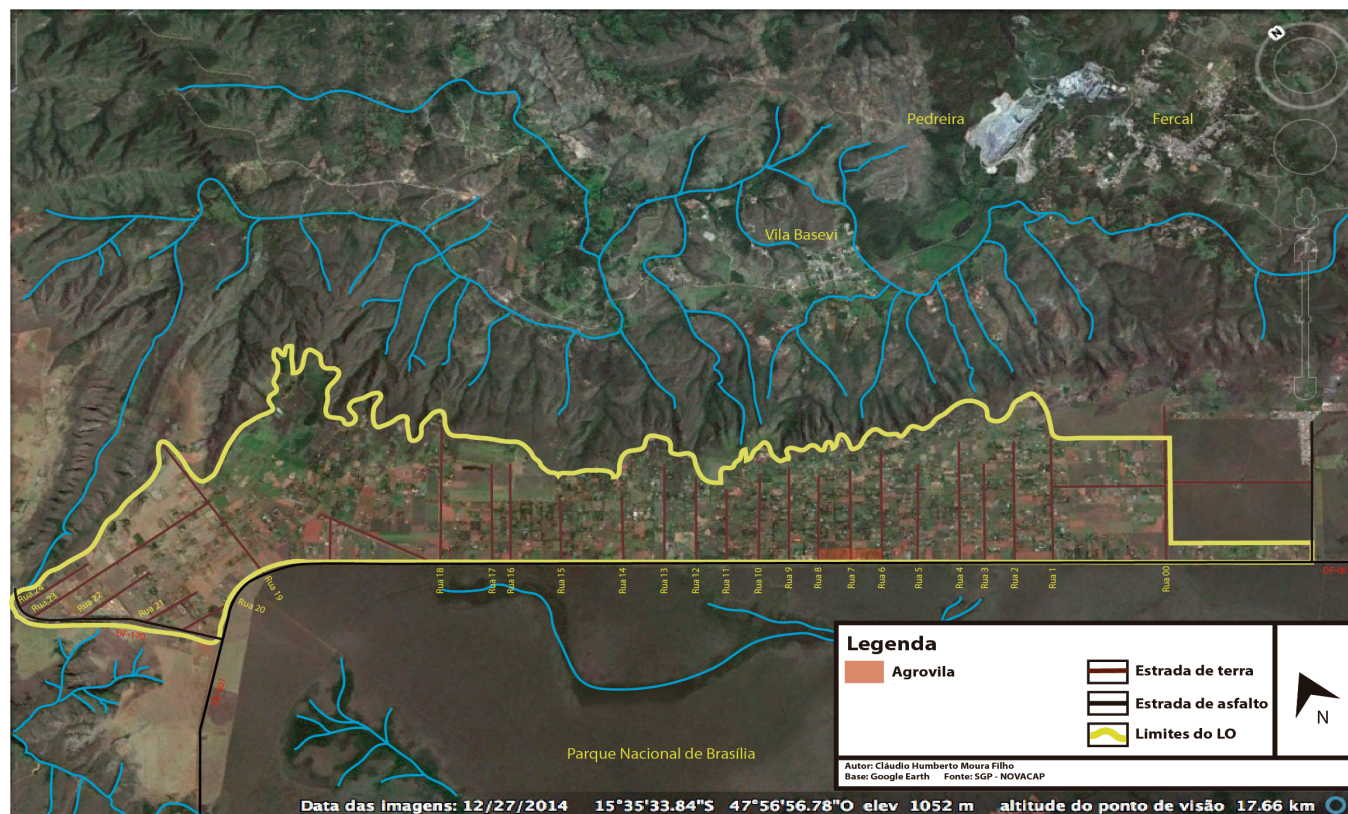 N
Pedreira
Fercal
Vila Basevi
Rua 24
Rua 23
Rua 22
Rua 21
Rua 20
Rua 19
Rua 18
Rua 17
Rua 16
Rua 15
Rua 14
Rua 13
Rua 12
Rua 11
Rua 10
Rua 9
Rua 8
Rua 7
Rua 6
Rua 5
Rua 4
Rua 3
Rua 2
Rua 1
Rua 00
Parque Nacional de Brasília
Legenda
Agrovila
Estrada de terra
Estrada de asfalto
Limites do LO
N
Autor: Cláudio Humberto Moura Filho
Base: Google Earth Fonte: SGP - NOVACAP
Data das imagens: 12/27/2014 15°35'33.84"S 47°56'56.78"O elev 1052 m altitude do ponto de visão 17.66 km